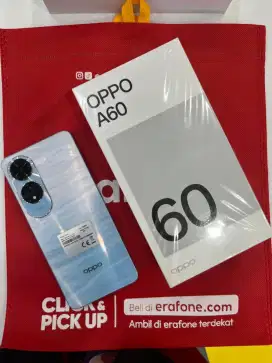 OPPO
A60
60
oppo
oppo
CLICK &
PICK UP
Beli di erafone.com
Ambil di erafone terdekat